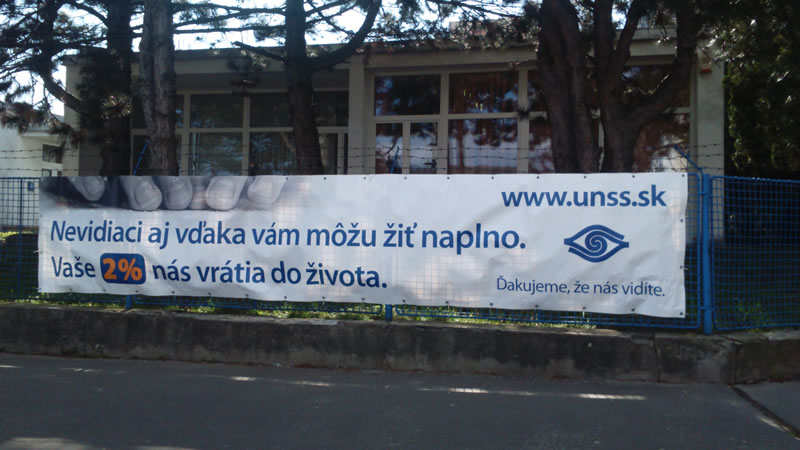 www.unss.sk
Nevidiaci aj vďaka vám môžu žiť naplno.
Vaše 2% nás vrátia do života.
Ďakujeme, že nás vidíte.